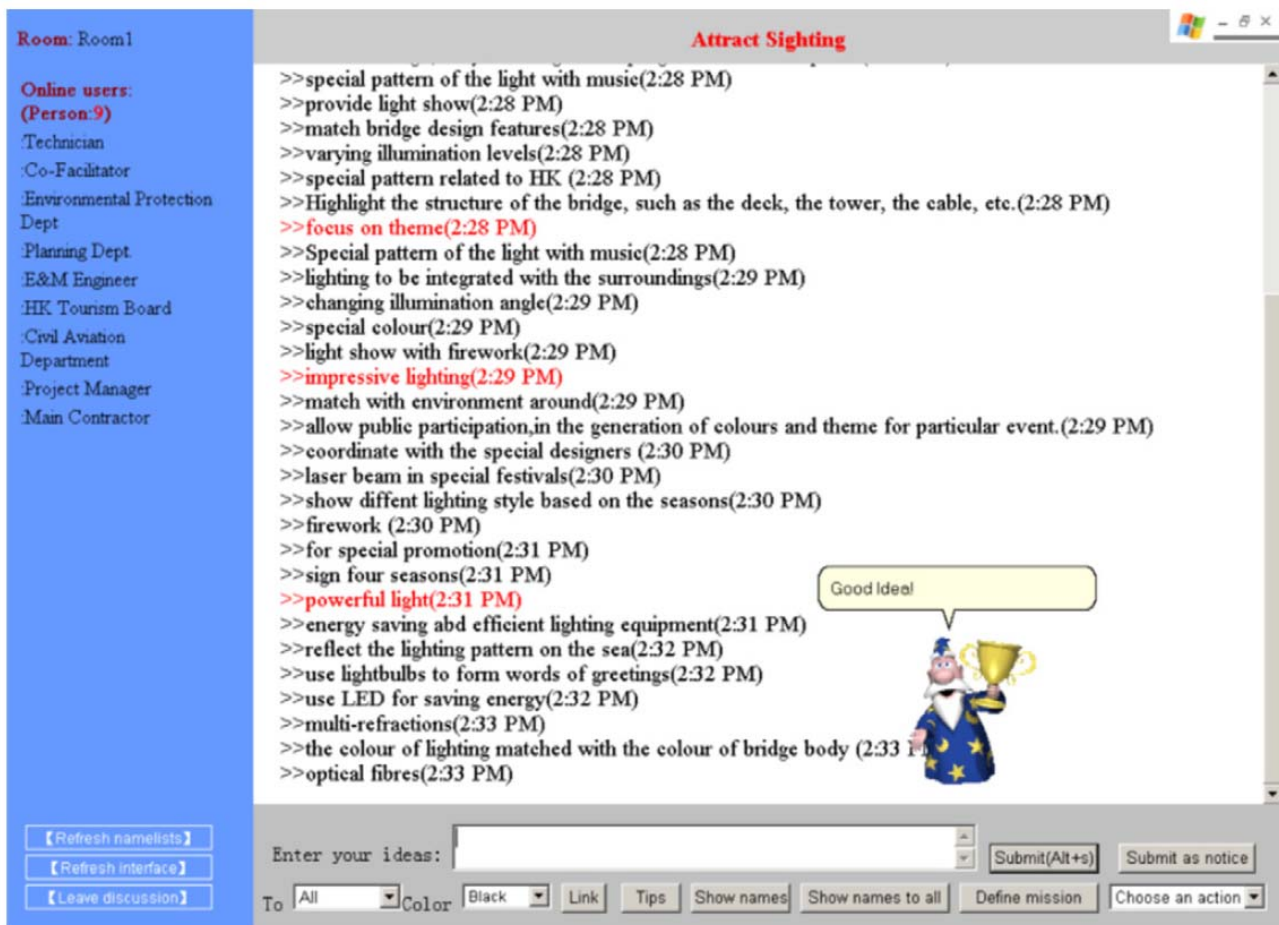 Room: Room1
Attract Sighting
Online users:
(Person:9)
:Technician
:Co-Facilitator
:Environmental Protection
Dept
:Planning Dept.
:E&M Engineer
:HK Tourism Board
:Civil Aviation
Department
:Project Manager
:Main Contractor
【Refresh namelists】
【Refresh interface】
【Leave discussion】
>>special pattern of the light with music(2:28 PM)
>>provide light show(2:28 PM)
>>match bridge design features(2:28 PM)
>>varying illumination levels(2:28 PM)
>>special pattern related to HK (2:28 PM)
>>Highlight the structure of the bridge, such as the deck, the tower, the cable, etc.(2:28 PM)
>>focus on theme(2:28 PM)
>>Special pattern of the light with music(2:28 PM)
>>lighting to be integrated with the surroundings(2:29 PM)
>>changing illumination angle(2:29 PM)
>>special colour(2:29 PM)
>>light show with firework(2:29 PM)
>>impressive lighting(2:29 PM)
>>match with environment around(2:29 PM)
>>allow public participation,in the generation of colours and theme for particular event.(2:29 PM)
>>coordinate with the special designers (2:30 PM)
>>laser beam in special festivals(2:30 PM)
>>show diffent lighting style based on the seasons(2:30 PM)
>>firework (2:30 PM)
>>for special promotion(2:31 PM)
>>sign four seasons(2:31 PM)
>>powerful light(2:31 PM)
>>energy saving abd efficient lighting equipment(2:31 PM)
>>reflect the lighting pattern on the sea(2:32 PM)
>>use lightbulbs to form words of greetings(2:32 PM)
>>use LED for saving energy(2:32 PM)
>>multi-refractions(2:33 PM)
>>the colour of lighting matched with the colour of bridge body (2:33
>>optical fibres(2:33 PM)
Good Idea!
Enter your ideas:
Submit(Alt+s) Submit as notice
To All Color Black Link Tips Show names Show names to all Define mission Choose an action